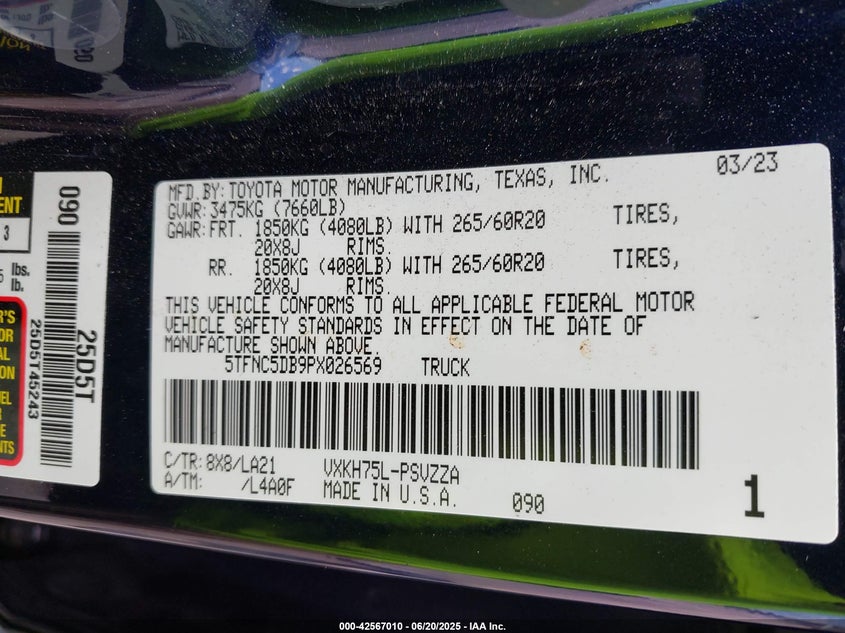 MFD.BY:TOYOTA MOTOR MANUFACTURING, TEXAS, INC. 03/23
GVWR:3475KG (7660LB)
GAWR:FRT. 1850KG (4080LB) WITH 265/60R20 TIRES,
20X8J RIMS.
RR. 1850KG (4080LB) WITH 265/60R20 TIRES,
20X8J RIMS.
THIS VEHICLE CONFORMS TO ALL APPLICABLE FEDERAL MOTOR
VEHICLE SAFETY STANDARDS IN EFFECT ON THE DATE OF
MANUFACTURE SHOWN ABOVE.
5TFNC5DB9PX026569 TRUCK
C/TR:8X8/LA21 VXKH75L-PSVZZA
A/TM: /L4A0F MADE IN U.S.A. 090 1
090
25D5T
25D5T45243
3
lbs.
lb.
000-42567010 - 06/20/2025 - IAA Inc.